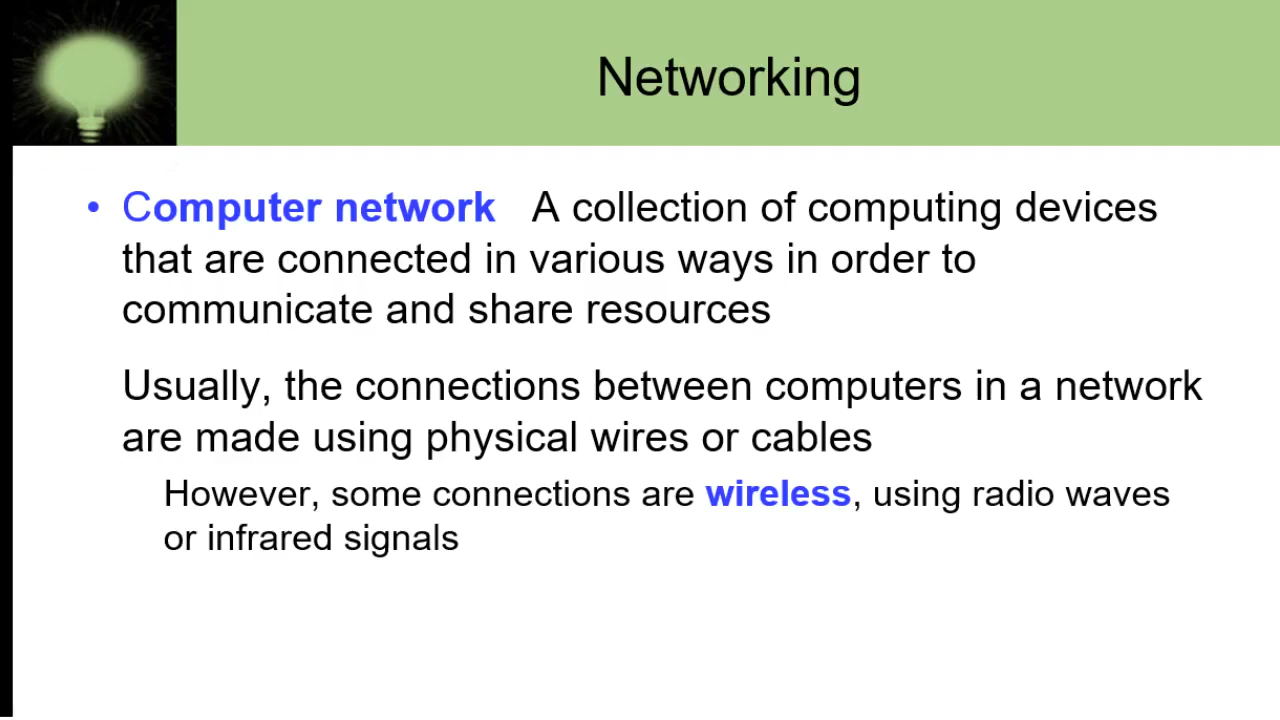 Networking
• Computer network A collection of computing devices
that are connected in various ways in order to
communicate and share resources
Usually, the connections between computers in a network
are made using physical wires or cables
However, some connections are wireless, using radio waves
or infrared signals